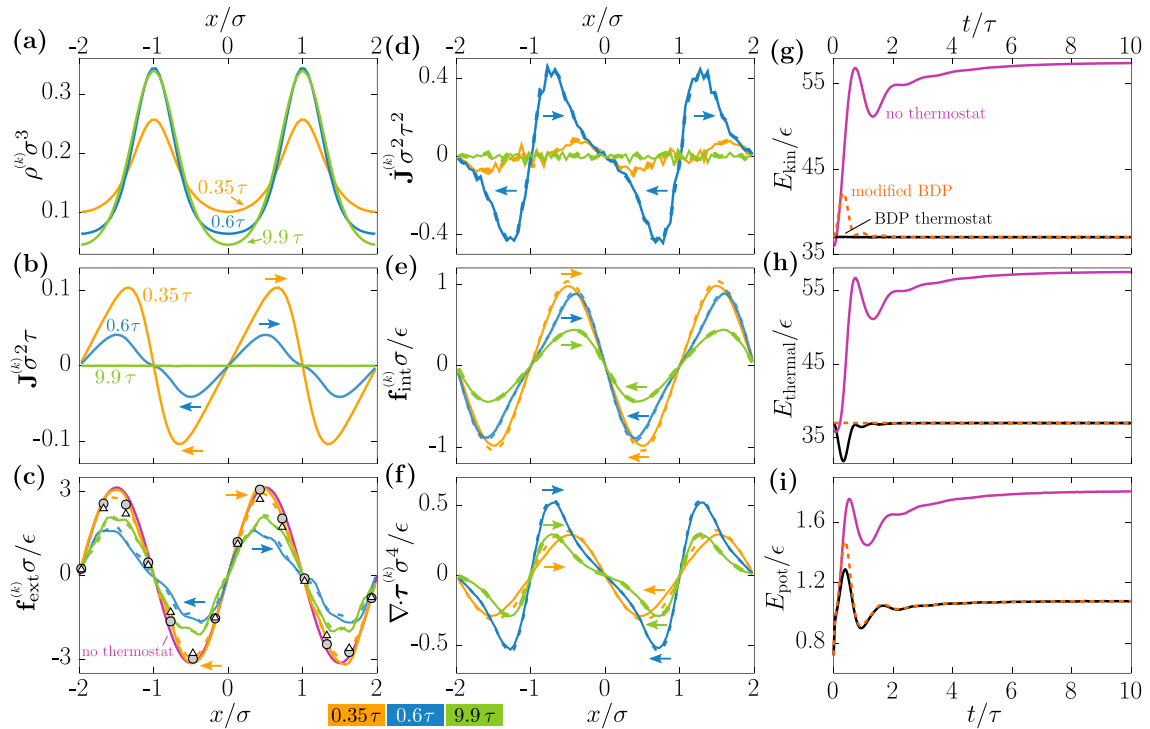 x/σ
x/σ
t/τ
(a)
-2 -1 0 1 2
(d)
-2 -1 0 1 2
(g)
0 2 4 6 8 10
ρ⁽ᵏ⁾σ³
0.3
0.2
0.1
0.35τ
0.6τ
9.9τ
J̇⁽ᵏ⁾σ²τ²
0.4
0
-0.4
E_kin/ϵ
55
45
35
no thermostat
modified BDP
BDP thermostat
(b)
J⁽ᵏ⁾σ²τ
0.1
0
-0.1
0.35τ
0.6τ
9.9τ
(e)
f_int⁽ᵏ⁾σ/ϵ
1
0
-1
(h)
E_thermal/ϵ
55
45
35
(c)
f_ext⁽ᵏ⁾σ/ϵ
3
0
-3
no thermostat
(f)
∇·τ⁽ᵏ⁾σ⁴/ϵ
0.5
0
-0.5
(i)
E_pot/ϵ
1.6
1.2
0.8
-2 -1 0 1 2
-2 -1 0 1 2
0 2 4 6 8 10
x/σ
x/σ
t/τ
0.35τ 0.6τ 9.9τ